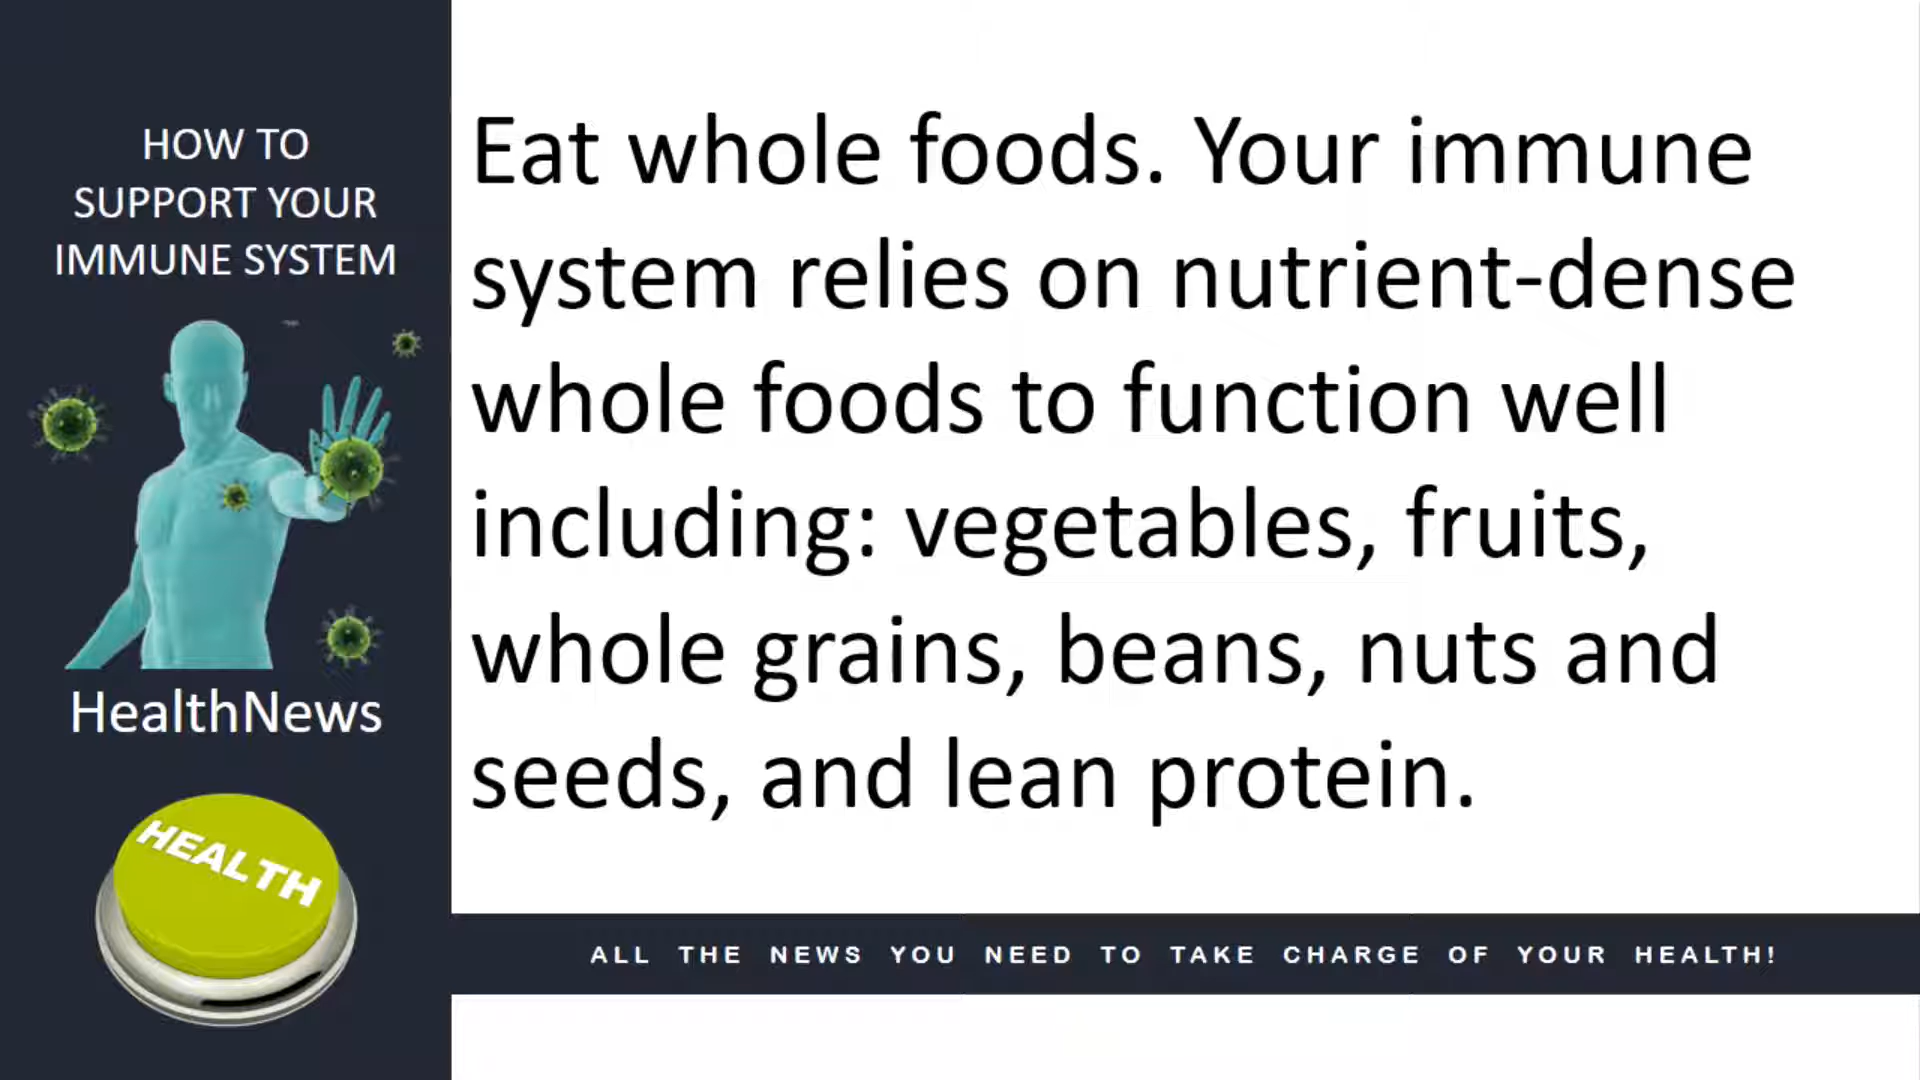 HOW TO
SUPPORT YOUR
IMMUNE SYSTEM
HealthNews
HEALTH
Eat whole foods. Your immune
system relies on nutrient-dense
whole foods to function well
including: vegetables, fruits,
whole grains, beans, nuts and
seeds, and lean protein.
ALL THE NEWS YOU NEED TO TAKE CHARGE OF YOUR HEALTH!